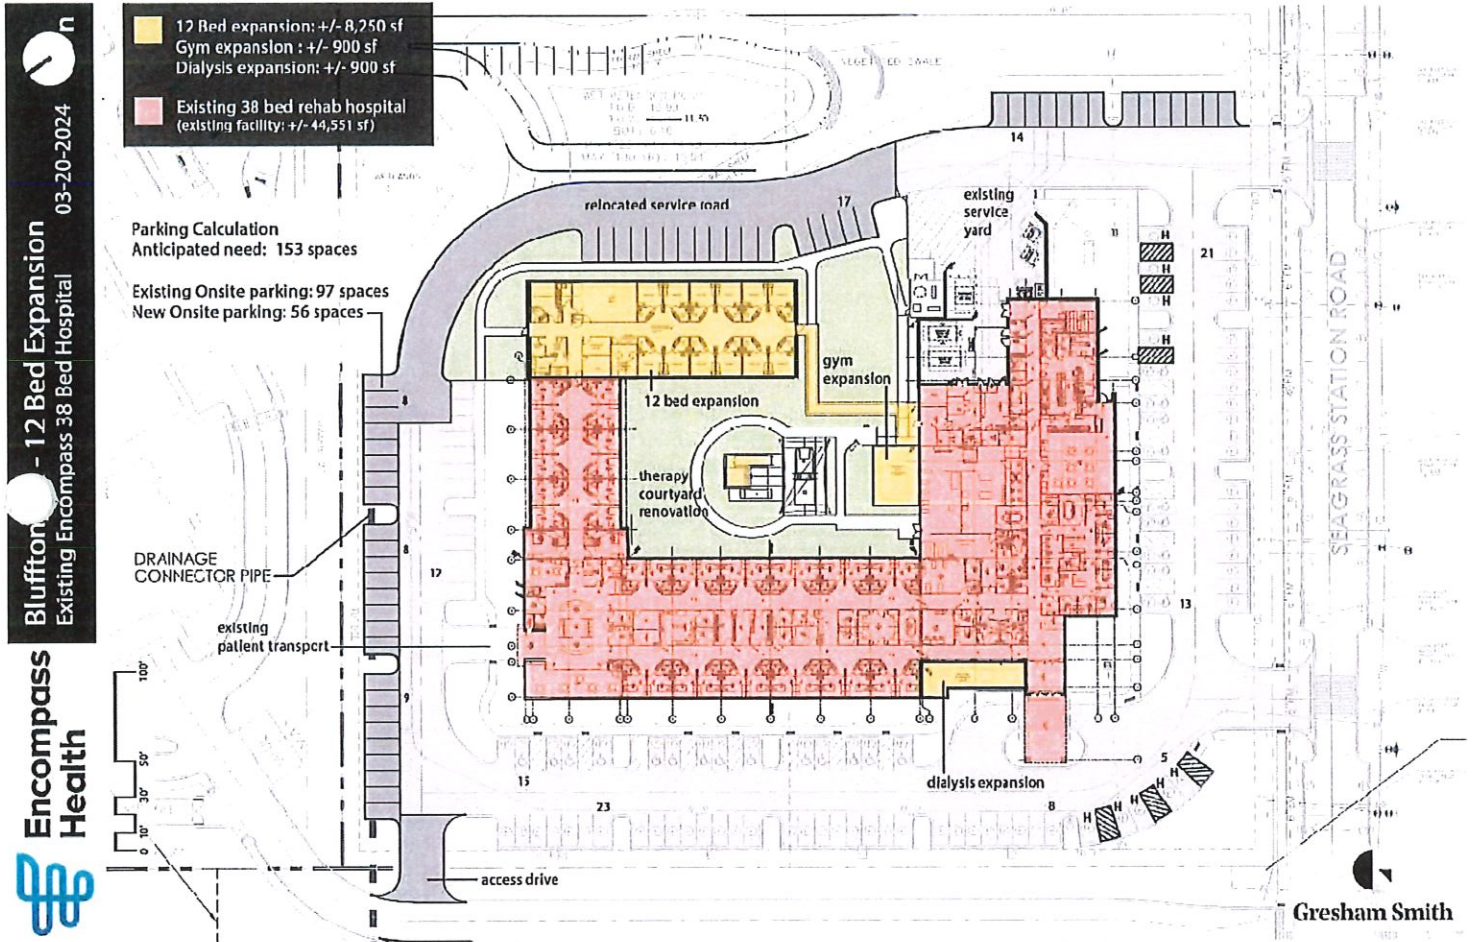 n
Bluffton - 12 Bed Expansion
Existing Encompass 38 Bed Hospital 03-20-2024
Encompass
Health
12 Bed expansion: +/- 8,250 sf
Gym expansion : +/- 900 sf
Dialysis expansion: +/- 900 sf
Existing 38 bed rehab hospital
(existing facility: +/- 44,551 sf)
Parking Calculation
Anticipated need: 153 spaces
Existing Onsite parking: 97 spaces
New Onsite parking: 56 spaces
relocated service road
17
14
existing
service
yard
11
H
H
H
H
21
SEAGRASS STATION ROAD
gym
expansion
12 bed expansion
therapy
courtyard
renovation
8
DRAINAGE
CONNECTOR PIPE
8
17
existing
patient transport
9
13
100'
50'
30'
10'
0
15
23
dialysis expansion
5
8
H
H
H
H
access drive
Gresham Smith